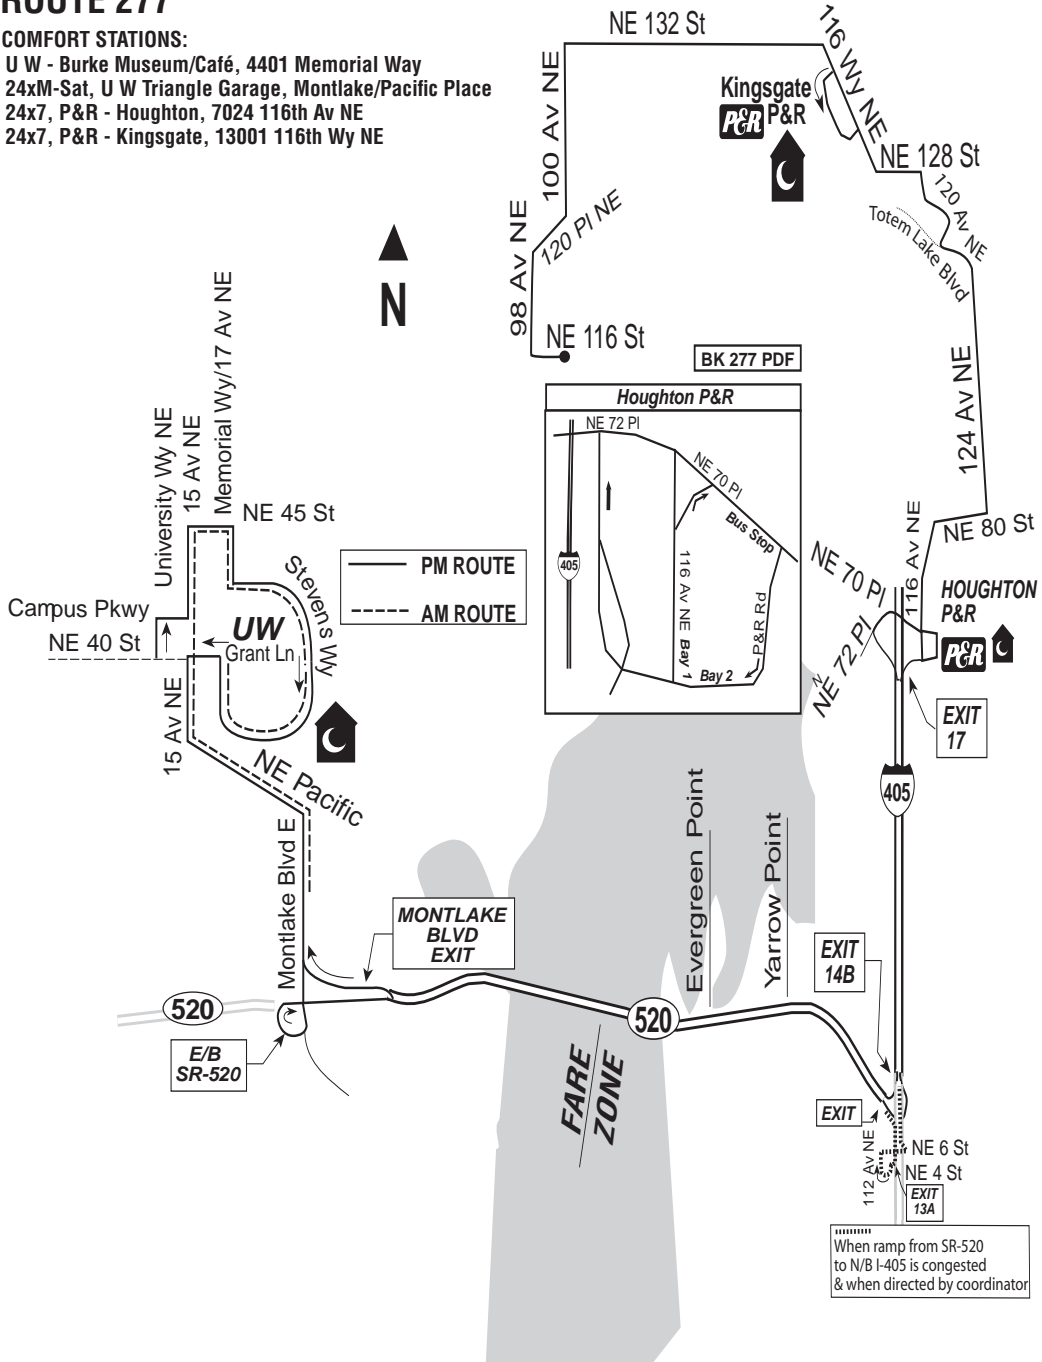 ROUTE 277
COMFORT STATIONS:
U W - Burke Museum/Café, 4401 Memorial Way
24xM-Sat, U W Triangle Garage, Montlake/Pacific Place
24x7, P&R - Houghton, 7024 116th Av NE
24x7, P&R - Kingsgate, 13001 116th Wy NE
NE 132 St
116 Wy NE
100 Av NE
Kingsgate
P&R P&R
NE 128 St
120 Av NE
Totem Lake Blvd
120 Pl NE
98 Av NE
N
NE 116 St
BK 277 PDF
124 Av NE
Houghton P&R
NE 72 Pl
NE 70 Pl
Bus Stop
405
116 Av NE
Bay 1
Bay 2
P&R Rd
University Wy NE
15 Av NE
Memorial Wy/17 Av NE
NE 45 St
Stevens Wy
PM ROUTE
AM ROUTE
Campus Pkwy
NE 40 St
UW
Grant Ln
15 Av NE
NE Pacific
NE 80 St
116 Av NE
NE 70 Pl
HOUGHTON
P&R
P&R
NE 72 Pl
N
EXIT
17
405
Evergreen Point
Yarrow Point
Montlake Blvd E
MONTLAKE
BLVD
EXIT
EXIT
14B
520
520
E/B
SR-520
FARE
ZONE
EXIT
112 Av NE
NE 6 St
NE 4 St
EXIT
13A
When ramp from SR-520
to N/B I-405 is congested
& when directed by coordinator